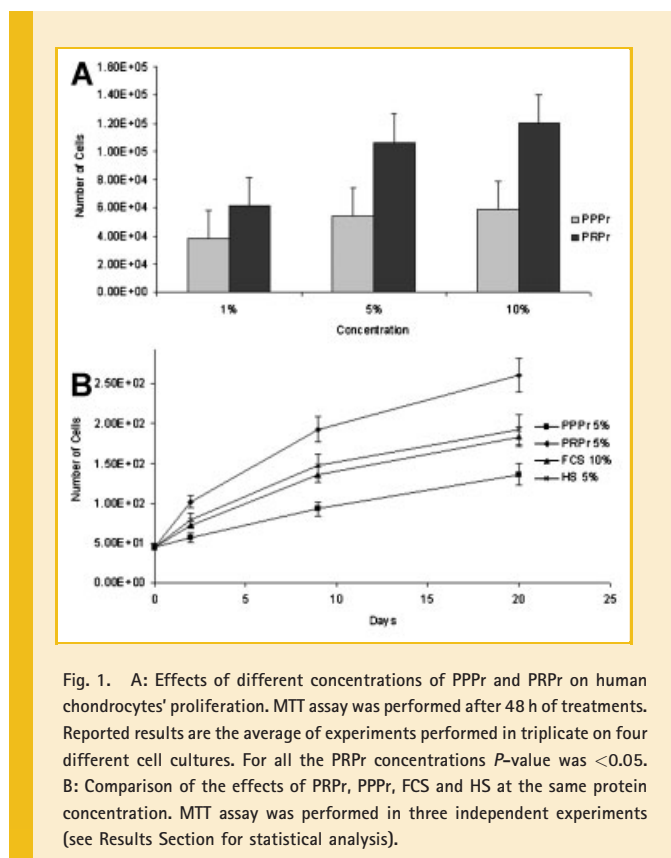 A
1.60E+05
1.40E+05
1.20E+05
1.00E+05
8.00E+04
6.00E+04
4.00E+04
2.00E+04
0.00E+00
Number of Cells
1% 5% 10%
Concentration
PPPr
PRPr
B
2.50E+02
2.00E+02
1.50E+02
1.00E+02
5.00E+01
0.00E+00
Number of Cells
0 5 10 15 20 25
Days
PPPr 5%
PRPr 5%
FCS 10%
HS 5%
Fig. 1. A: Effects of different concentrations of PPPr and PRPr on human
chondrocytes' proliferation. MTT assay was performed after 48 h of treatments.
Reported results are the average of experiments performed in triplicate on four
different cell cultures. For all the PRPr concentrations P-value was <0.05.
B: Comparison of the effects of PRPr, PPPr, FCS and HS at the same protein
concentration. MTT assay was performed in three independent experiments
(see Results Section for statistical analysis).